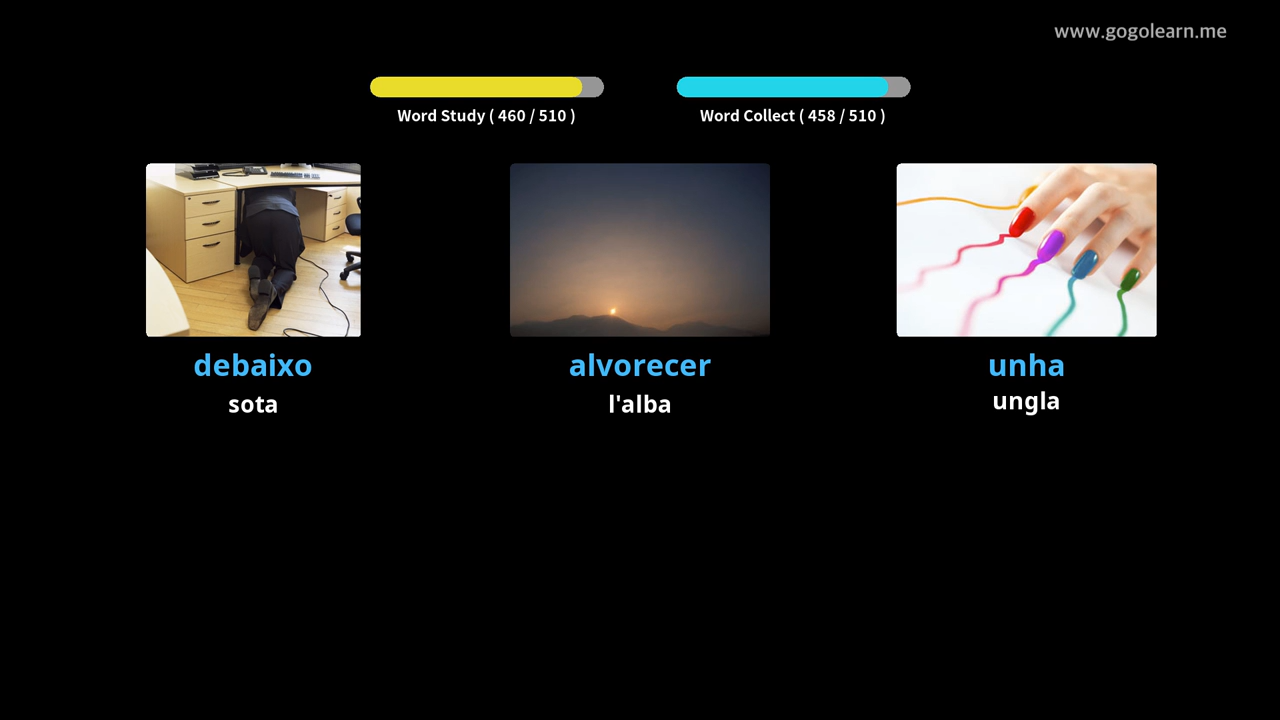 www.gogolearn.me
Word Study ( 460 / 510 )
Word Collect ( 458 / 510 )
debaixo
sota
alvorecer
l'alba
unha
ungla